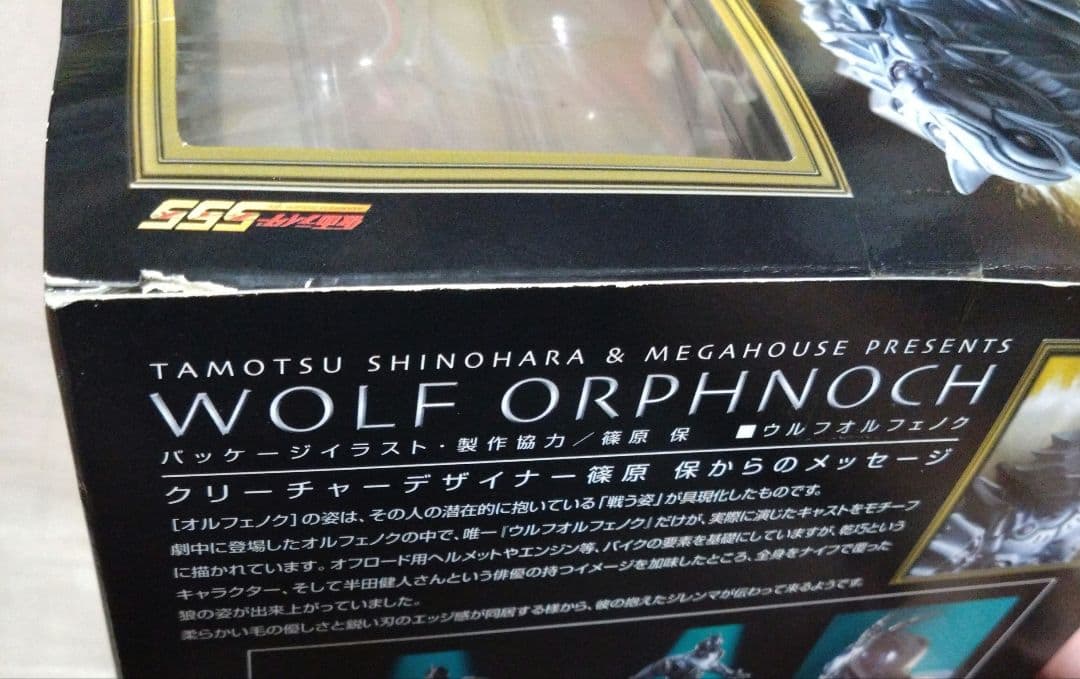 仮面ライダー555
TAMOTSU SHINOHARA & MEGAHOUSE PRESENTS
WOLF ORPHNOCH
パッケージイラスト・製作協力／篠原 保 ■ウルフオルフェノク
クリーチャーデザイナー篠原 保からのメッセージ
[オルフェノク]の姿は、その人の潜在的に抱いている「戦う姿」が具現化したものです。
劇中に登場したオルフェノクの中で、唯一『ウルフオルフェノク』だけが、実際に演じたキャストをモチーフ
に描かれています。オフロード用ヘルメットやエンジン等、バイクの要素を基礎にしていますが、乾巧という
キャラクター、そして半田健人さんという俳優の持つイメージを加味したところ、全身をナイフで覆った
狼の姿が出来上がっていました。
柔らかい毛の優しさと鋭い刃のエッジ感が同居する様から、彼の抱えたジレンマが伝わって来るようです。